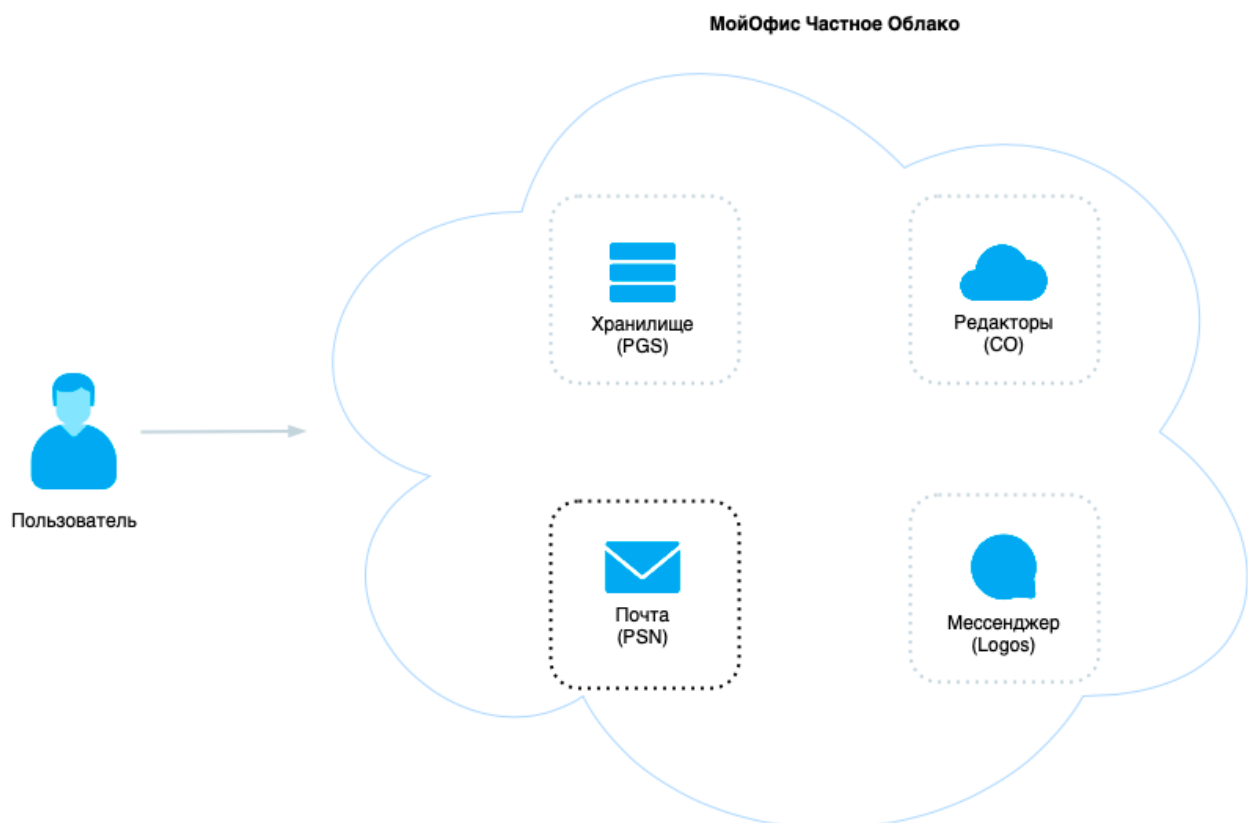 МойОфис Частное Облако
Хранилище
(PGS)
Редакторы
(CO)
Пользователь
Почта
(PSN)
Мессенджер
(Logos)